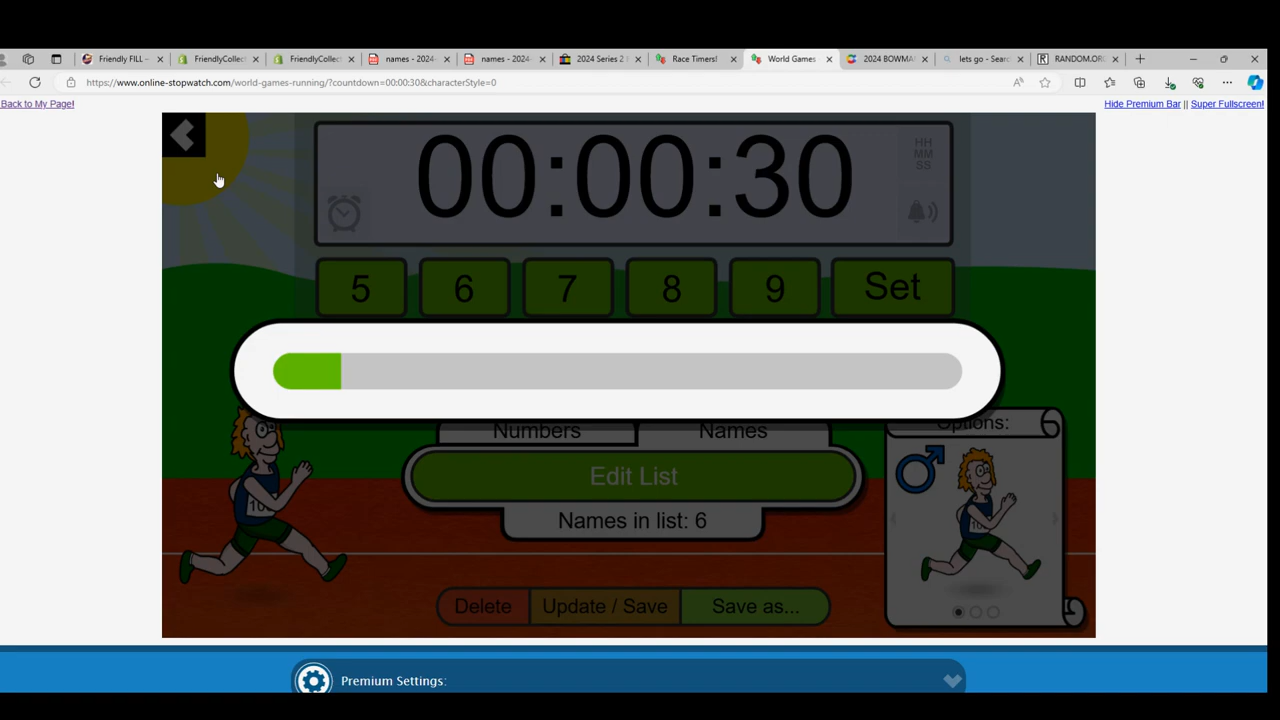 Friendly FILL –
FriendlyCollect
FriendlyCollect
names - 2024-
names - 2024-
2024 Series 2
Race Timers!
World Games
2024 BOWMA
lets go - Searc
RANDOM.OR
https://www.online-stopwatch.com/world-games-running/?countdown=00:00:30&characterStyle=0
Back to My Page!
Hide Premium Bar || Super Fullscreen!
00:00:30
HH
MM
SS
5 6 7 8 9 Set
Numbers Names
Options:
Edit List
Names in list: 6
Delete Update / Save Save as...
Premium Settings: